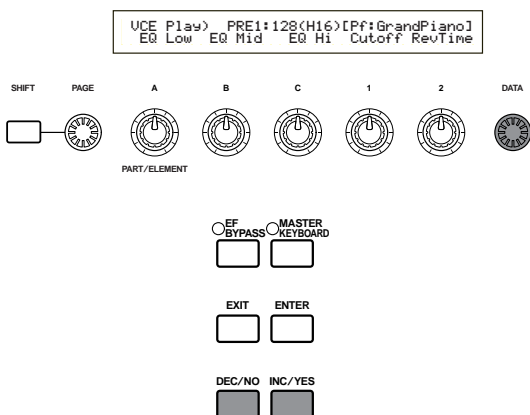 VCE Play) PRE1:128(H16)[Pf:GrandPiano]
EQ Low EQ Mid EQ Hi Cutoff RevTime
SHIFT PAGE A B C 1 2 DATA
PART/ELEMENT
EF BYPASS
MASTER KEYBOARD
EXIT ENTER
DEC/NO INC/YES